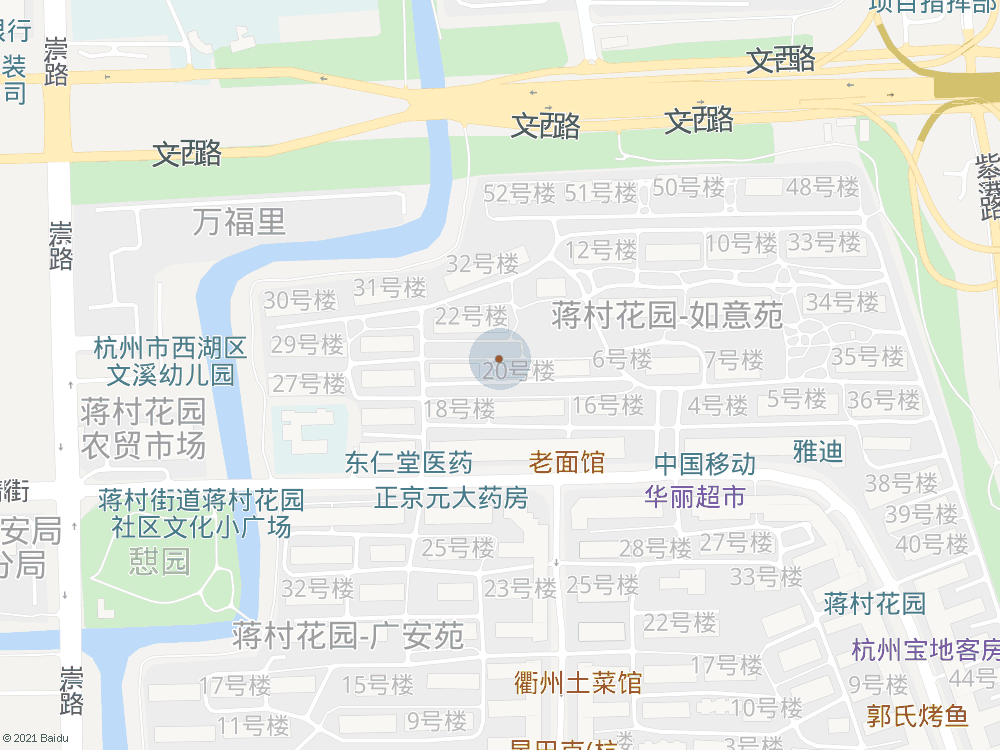 项目指挥部
银行
崇
路
装
司
文一西路
文一西路
文一西路
文一西路
紫
路
52号楼
51号楼
50号楼
48号楼
万福里
崇
路
12号楼
10号楼
33号楼
32号楼
31号楼
30号楼
34号楼
22号楼
蒋村花园-如意苑
29号楼
杭州市西湖区
文溪幼儿园
6号楼
7号楼
35号楼
20号楼
27号楼
蒋村花园
农贸市场
18号楼
16号楼
4号楼
5号楼
36号楼
东仁堂医药
老面馆
中国移动
雅迪
38号楼
街
蒋村街道蒋村花园
社区文化小广场
正京元大药房
华丽超市
39号楼
安局
分局
憩园
25号楼
28号楼
27号楼
40号楼
32号楼
23号楼
25号楼
33号楼
蒋村花园
蒋村花园-广安苑
22号楼
杭州宝地客房
17号楼
崇
路
17号楼
15号楼
衢州土菜馆
9号楼
44号
11号楼
9号楼
10号楼
郭氏烤鱼
3号楼
© 2021 Baidu